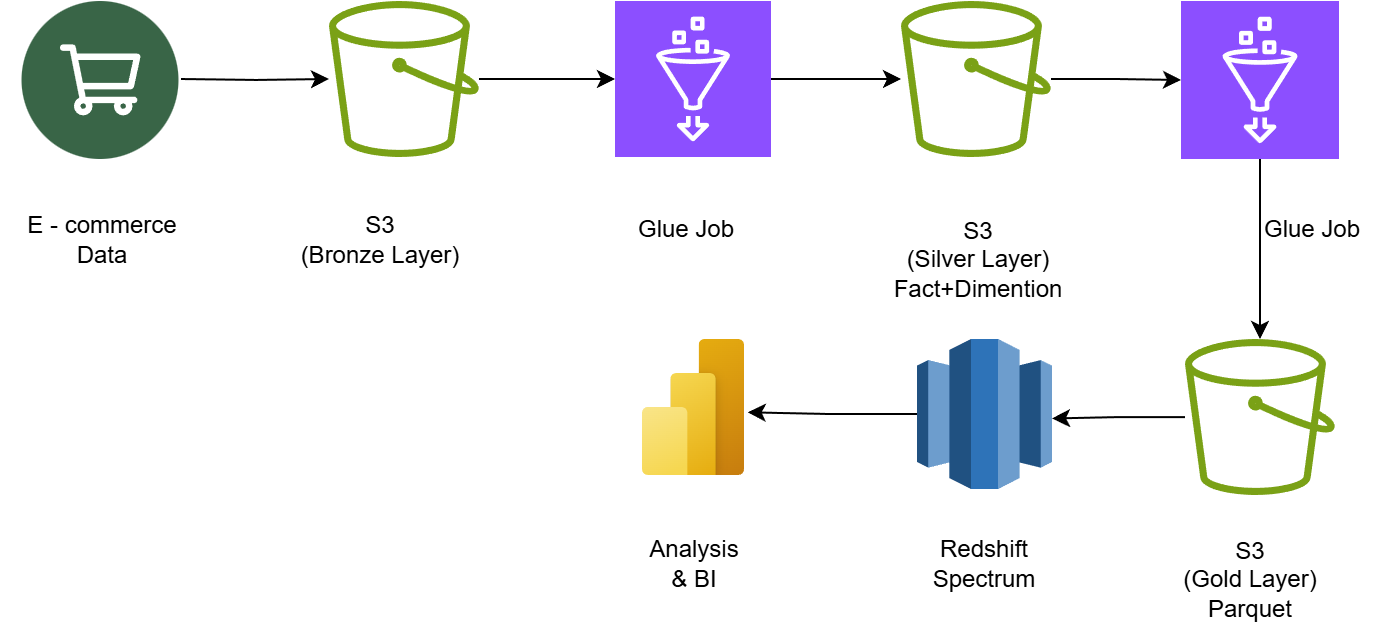 E - commerce
Data
S3
(Bronze Layer)
Glue Job
S3
(Silver Layer)
Fact+Dimention
Glue Job
Analysis
& BI
Redshift
Spectrum
S3
(Gold Layer)
Parquet